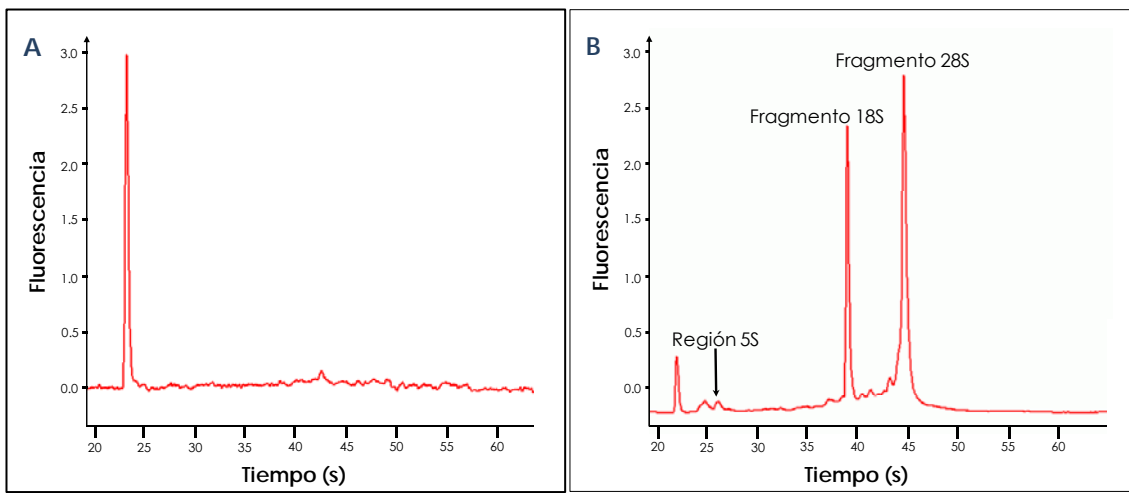 A
3.0
2.5
2.0
1.5
1.0
0.5
0.0
Fluorescencia
20 25 30 35 40 45 50 55 60
Tiempo (s)
B
3.0
2.5
2.0
1.5
1.0
0.5
0.0
Fluorescencia
Fragmento 28S
Fragmento 18S
Región 5S
20 25 30 35 40 45 50 55 60
Tiempo (s)